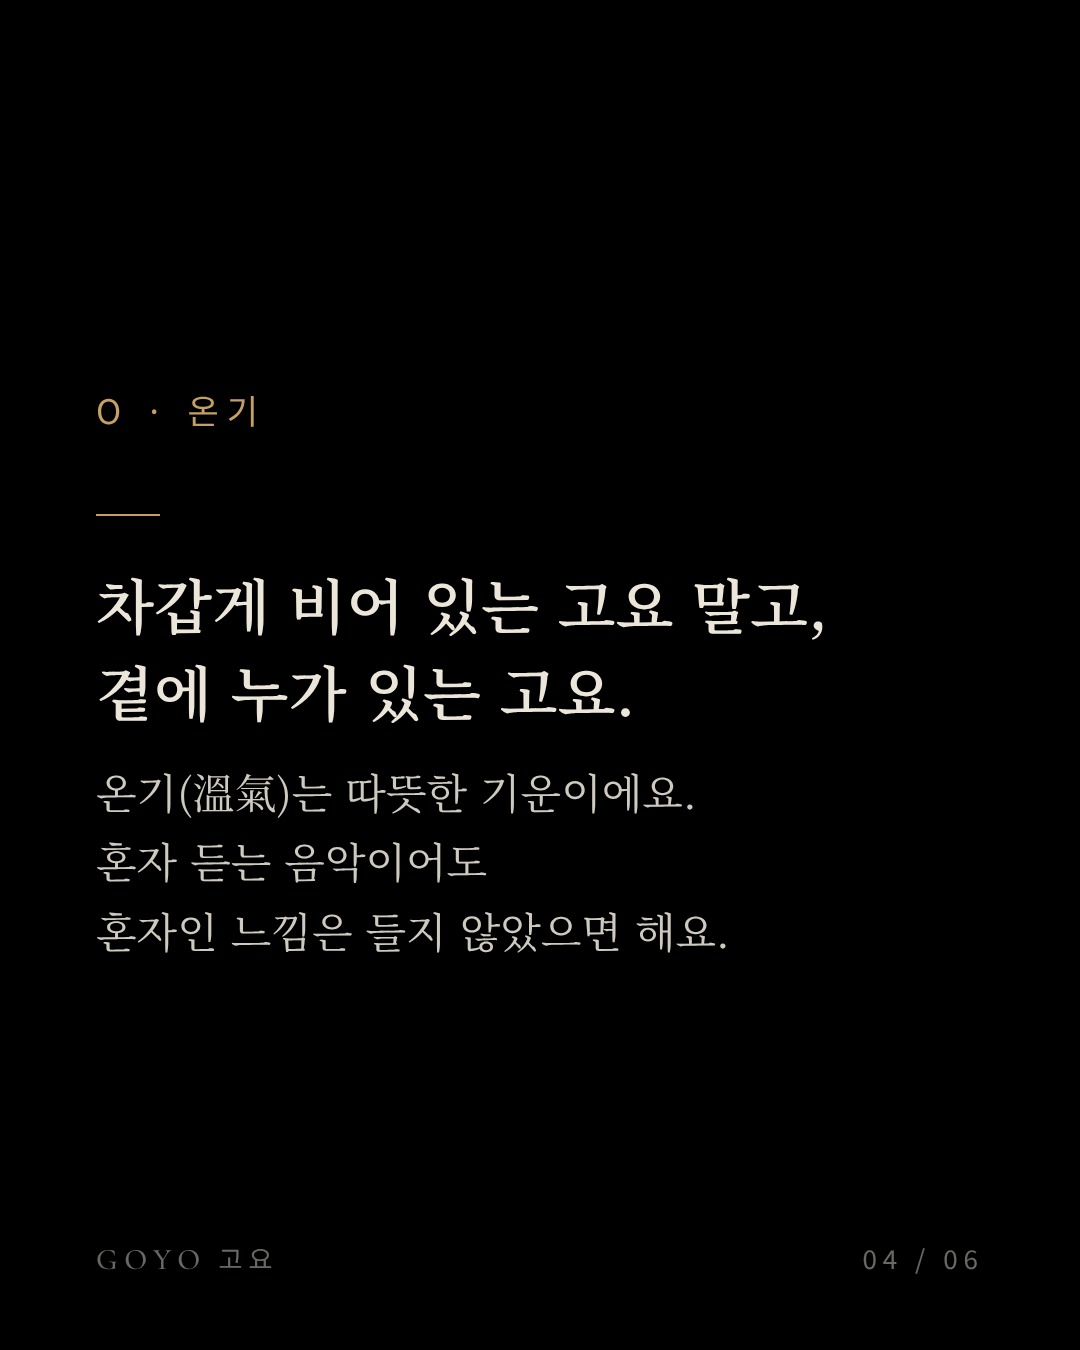 O · 온기
차갑게 비어 있는 고요 말고,
곁에 누가 있는 고요.
온기(溫氣)는 따뜻한 기운이에요.
혼자 듣는 음악이어도
혼자인 느낌은 들지 않았으면 해요.
GOYO 고요
04 / 06